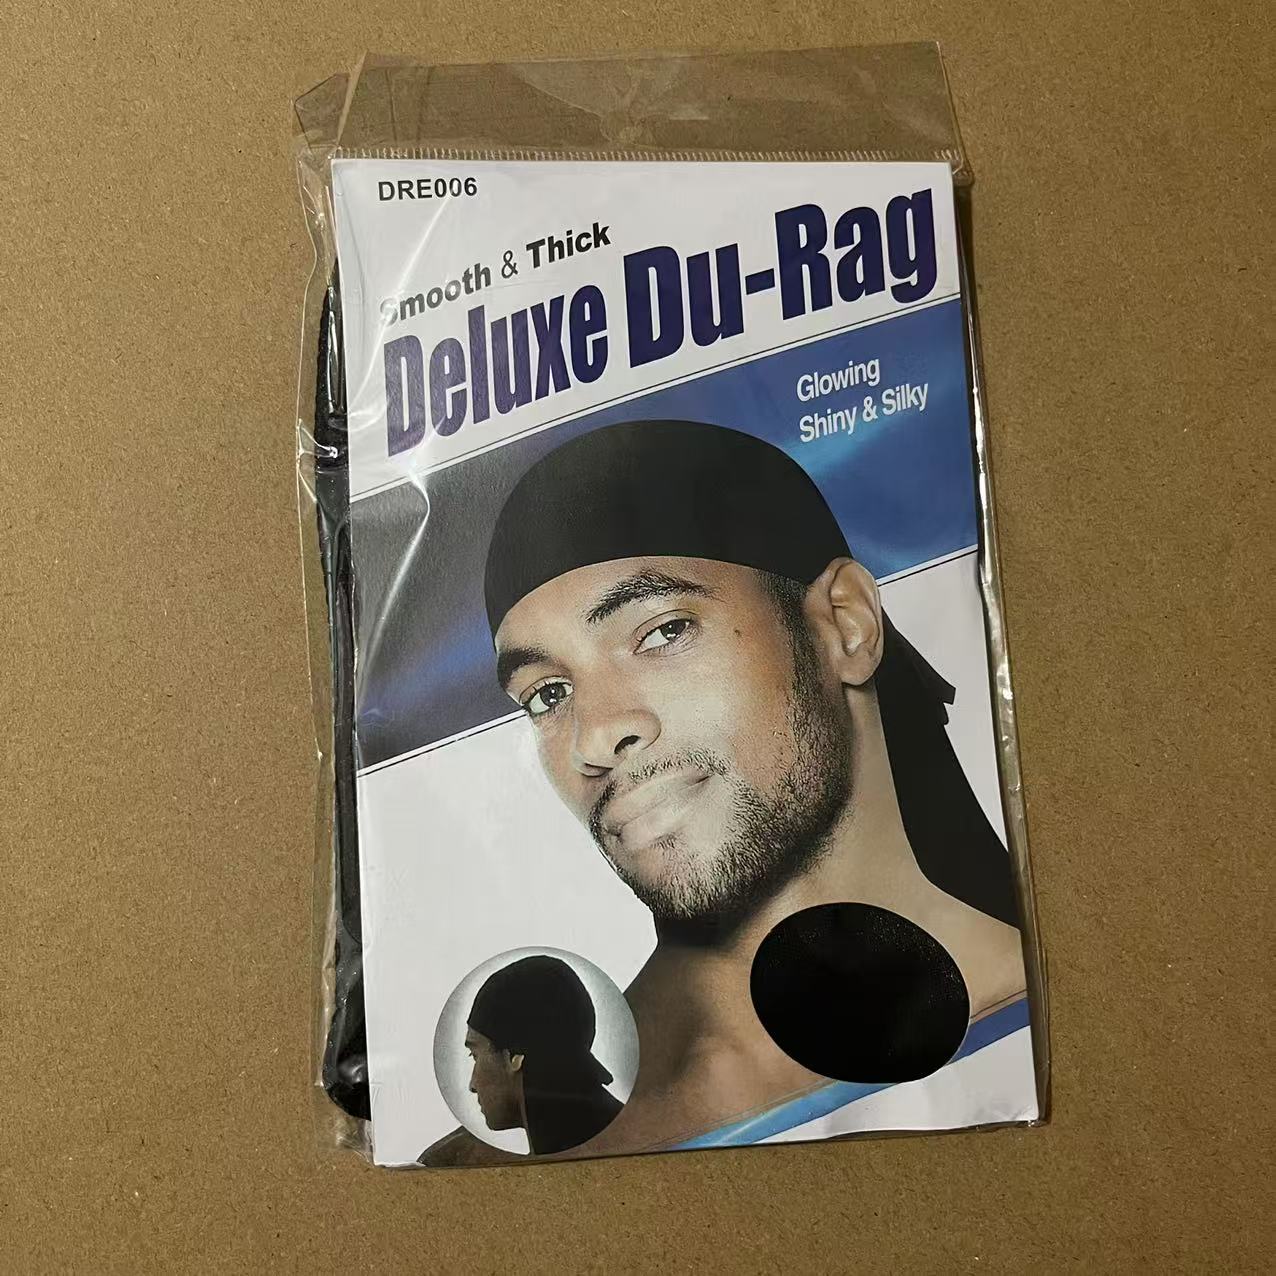 DRE006
Smooth & Thick
Deluxe Du-Rag
Glowing
Shiny & Silky